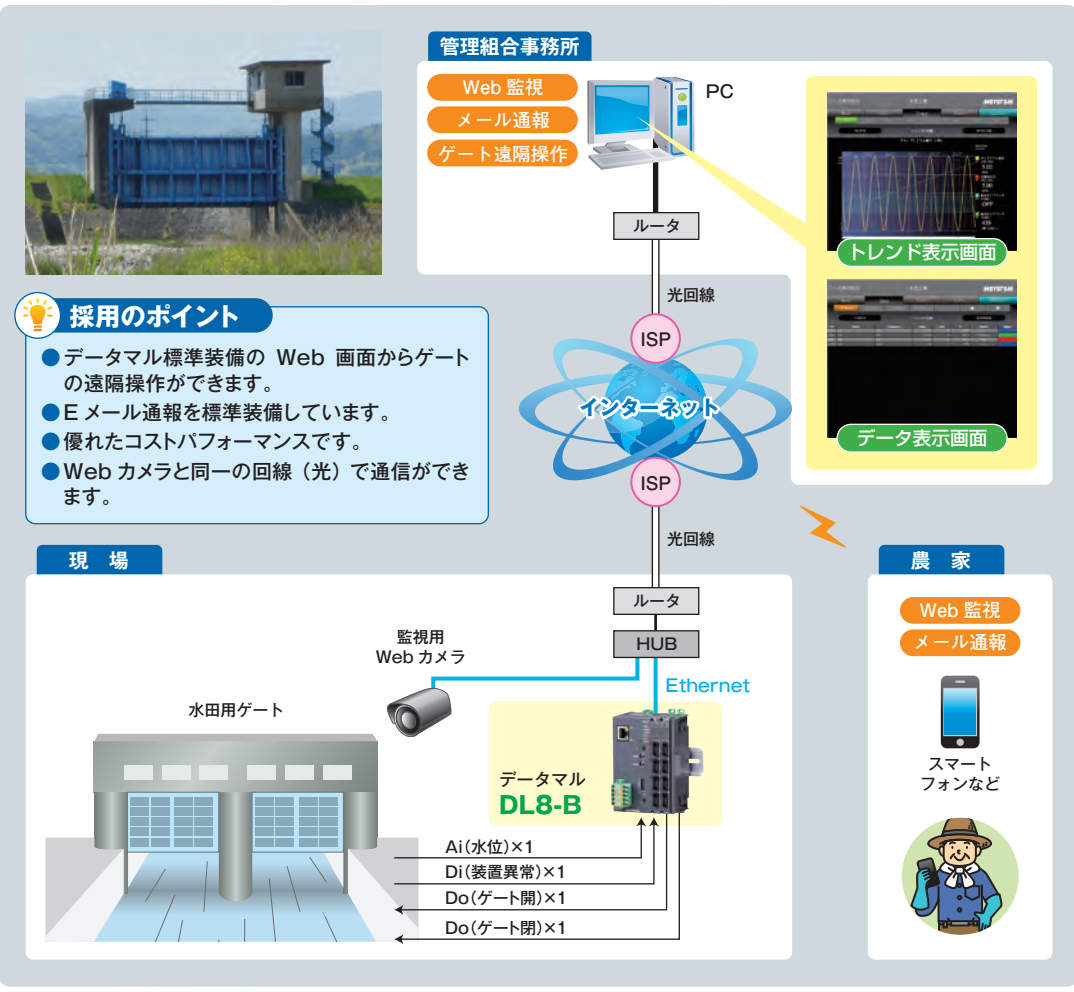 管理組合事務所
Web 監視
メール通報
ゲート遠隔操作
PC
ルータ
光回線
ISP
インターネット
ISP
光回線
MSYSTEM
トレンド表示画面
MSYSTEM
データ表示画面
採用のポイント
●データマル標準装備の Web 画面からゲート
の遠隔操作ができます。
●E メール通報を標準装備しています。
●優れたコストパフォーマンスです。
●Web カメラと同一の回線（光）で通信ができ
ます。
現 場
ルータ
HUB
監視用
Web カメラ
Ethernet
水田用ゲート
データマル
DL8-B
Ai（水位）×1
Di（装置異常）×1
Do（ゲート開）×1
Do（ゲート閉）×1
農 家
Web 監視
メール通報
スマート
フォンなど